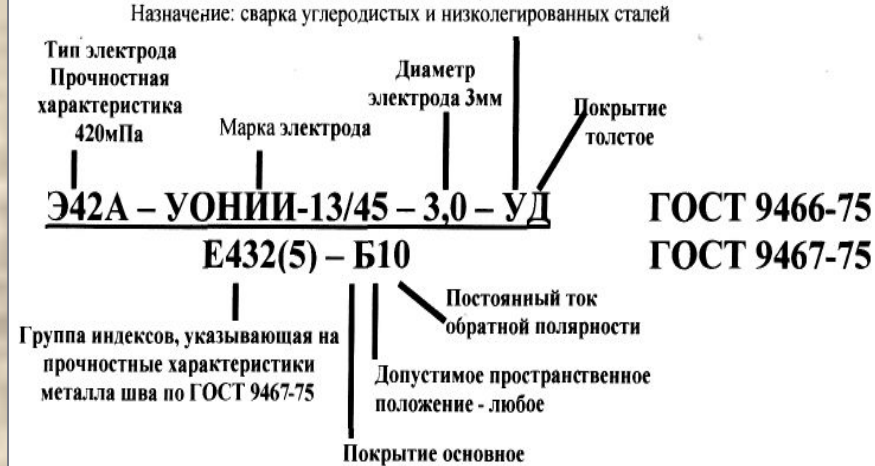 Назначение: сварка углеродистых и низколегированных сталей
Тип электрода
Прочностная
характеристика
420мПа
Марка электрода
Диаметр
электрода 3мм
Покрытие
толстое
Э42А – УОНИИ-13/45 – 3,0 – УД
ГОСТ 9466-75
Е432(5) – Б10
ГОСТ 9467-75
Группа индексов, указывающая на
прочностные характеристики
металла шва по ГОСТ 9467-75
Постоянный ток
обратной полярности
Допустимое пространственное
положение - любое
Покрытие основное